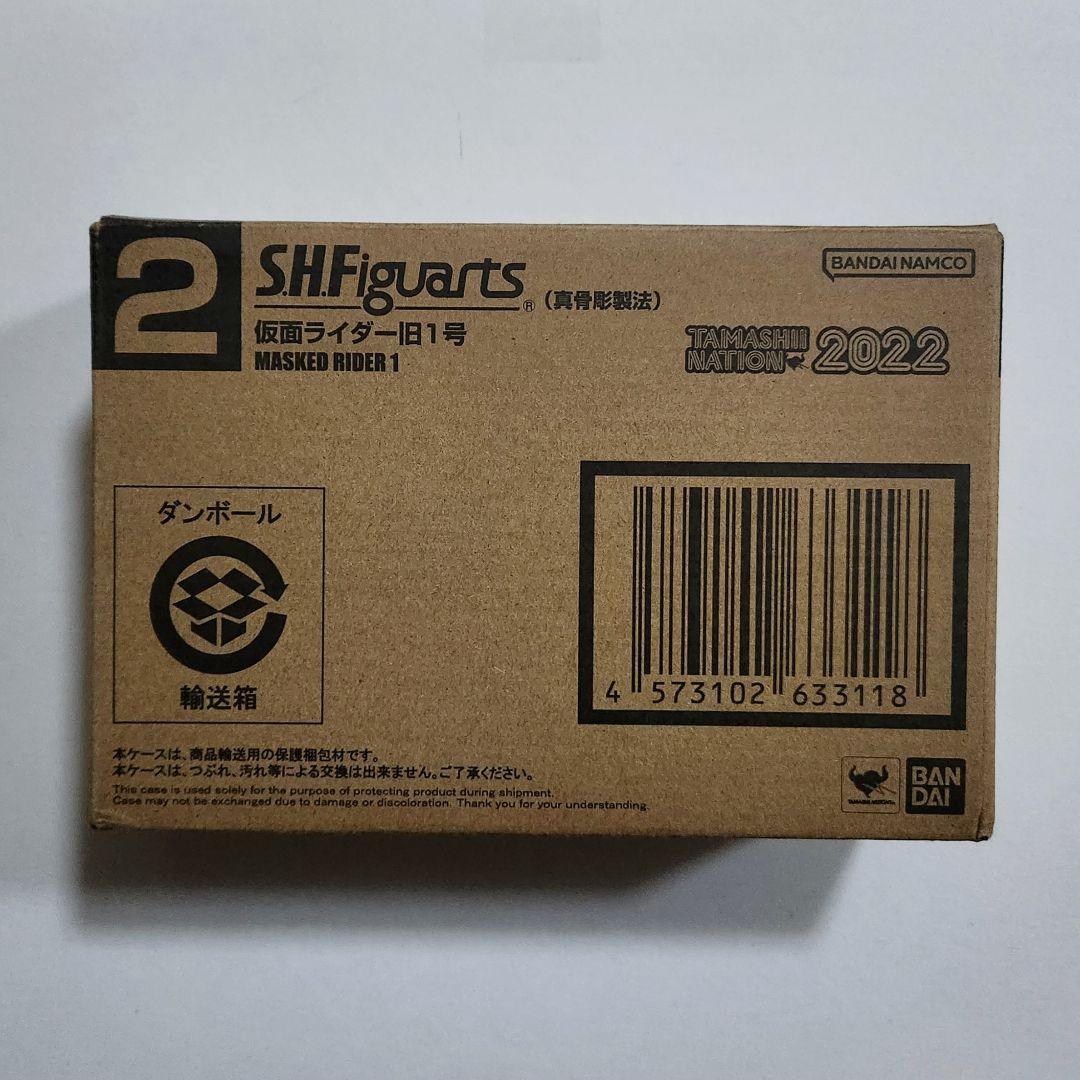 2
S.H.Figuarts®（真骨彫製法）
仮面ライダー旧1号
MASKED RIDER 1
BANDAI NAMCO
TAMASHII
NATION 2022
ダンボール
輸送箱
4 573102 633118
本ケースは、商品輸送用の保護梱包材です。
本ケースは、つぶれ、汚れ等による交換は出来ません。ご了承ください。
This case is used solely for the purpose of protecting product during shipment.
Case may not be exchanged due to damage or discoloration. Thank you for your understanding.
TAMASHII NATIONS
BAN
DAI